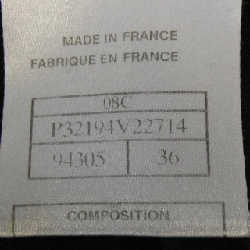 MADE IN FRANCE
FABRIQUE EN FRANCE
08C
P32194V22714
94305 36
COMPOSITION